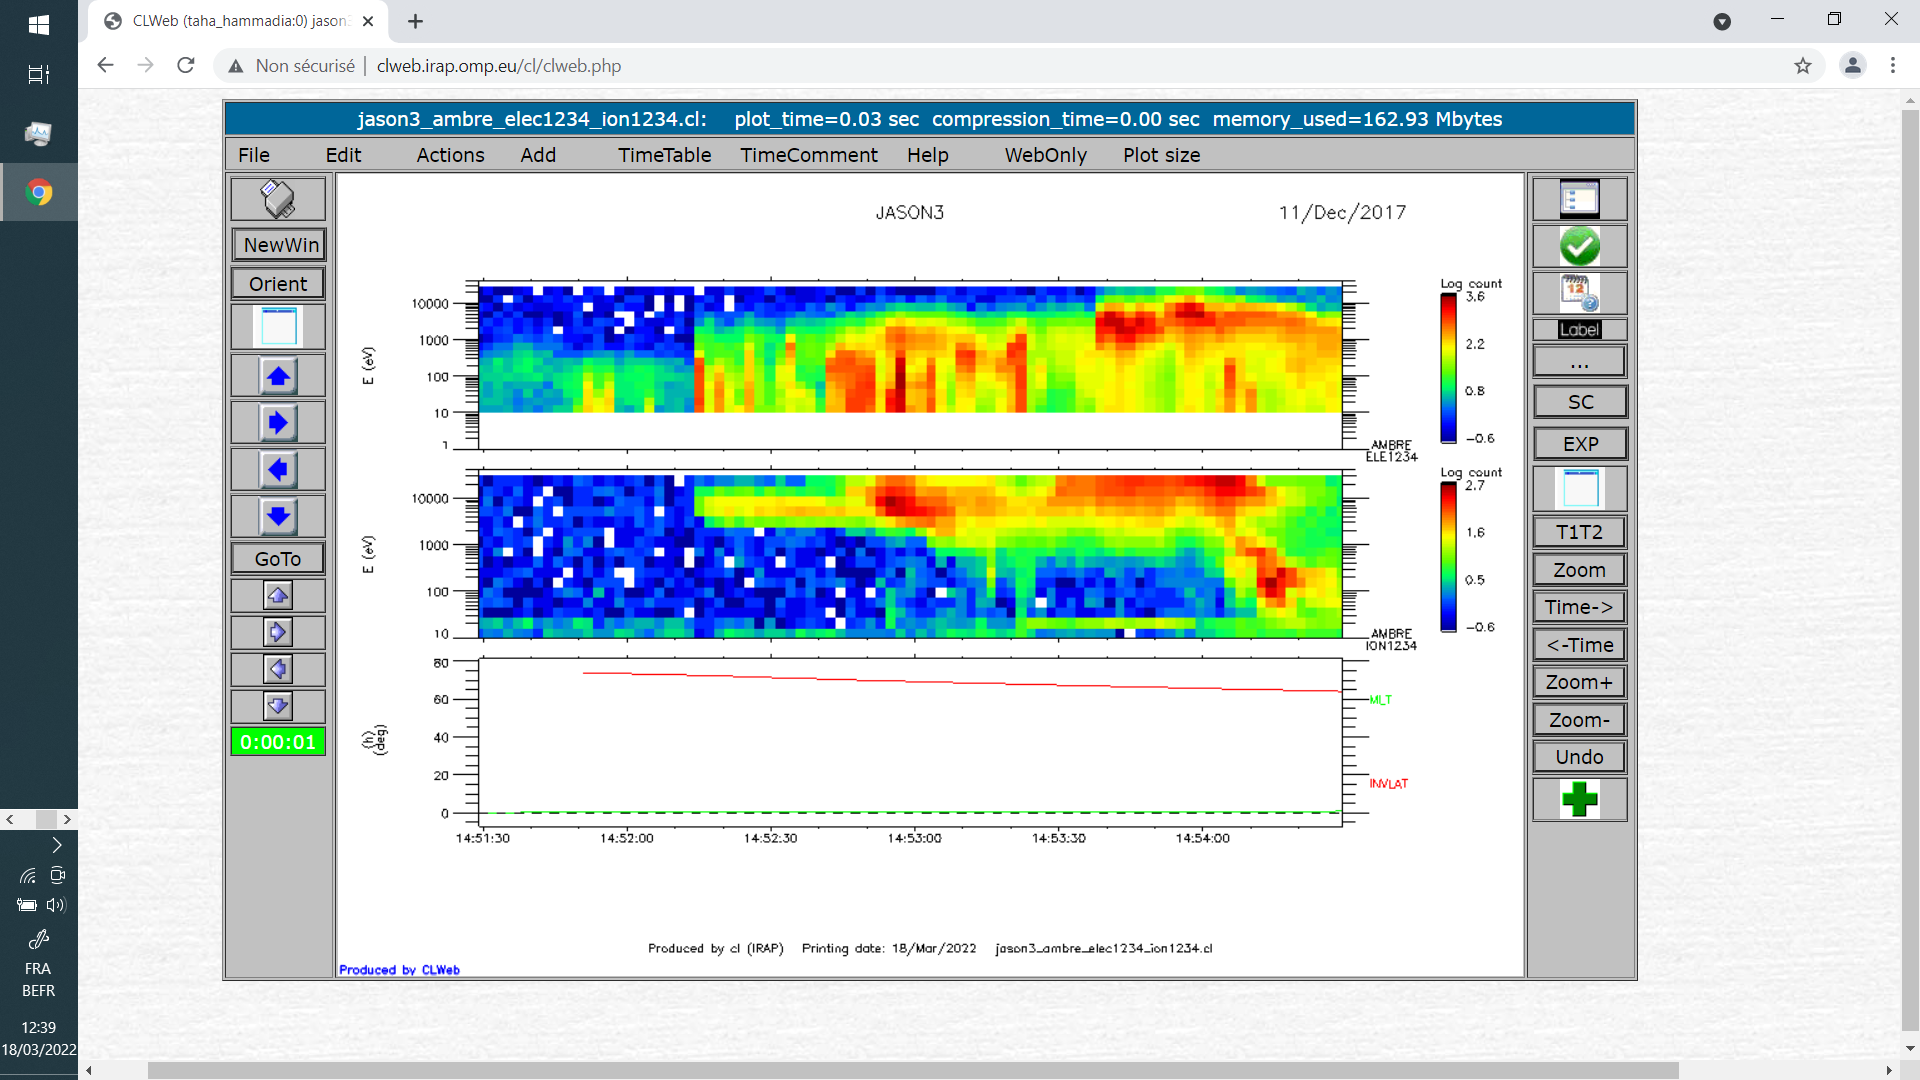 CLWeb (taha_hammadia:0) jason3
Non sécurisé | clweb.irap.omp.eu/cl/clweb.php
jason3_ambre_elec1234_ion1234.cl: plot_time=0.03 sec compression_time=0.00 sec memory_used=162.93 Mbytes
File Edit Actions Add TimeTable TimeComment Help WebOnly Plot size
NewWin
Orient
GoTo
0:00:01
JASON3 11/Dec/2017
Log count
3.6
2.2
0.8
-0.6
10000
1000
100
10
1
E (eV)
AMBRE
ELE1234
Log count
2.7
1.6
0.5
-0.6
10000
1000
100
10
E (eV)
AMBRE
ION1234
80
60
40
20
0
(h)
(deg)
MLT
INVLAT
14:51:30 14:52:00 14:52:30 14:53:00 14:53:30 14:54:00
Produced by cl (IRAP) Printing date: 18/Mar/2022 jason3_ambre_elec1234_ion1234.cl
Produced by CLWeb
12
Label
...
SC
EXP
T1T2
Zoom
Time->
<-Time
Zoom+
Zoom-
Undo
FRA
BEFR
12:39
18/03/2022